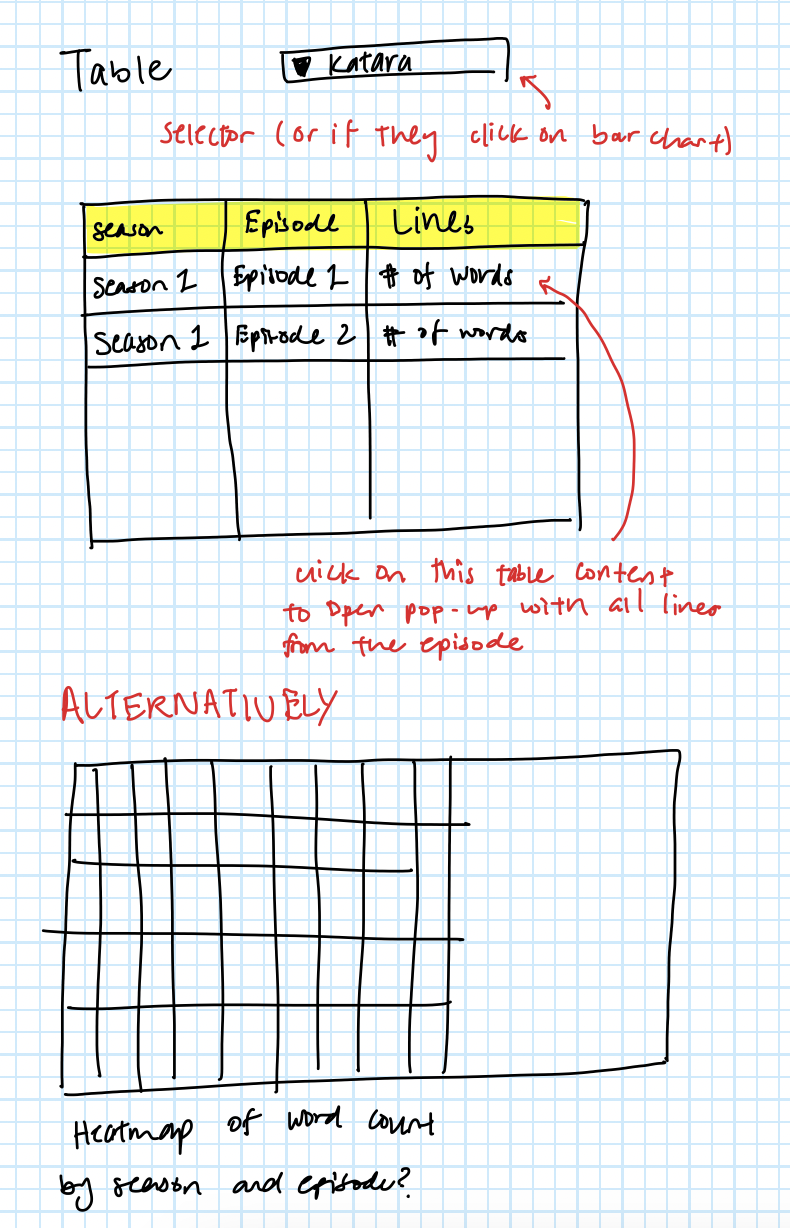 Table
Katara
Selector (or if they click on bar chart)
season Episode Lines
Season 1 Episode 1 # of words
Season 1 Episode 2 # of words
click on this table content
to open pop-up with all lines
from the episode
ALTERNATIVELY
Heatmap of word count
by season and episode?